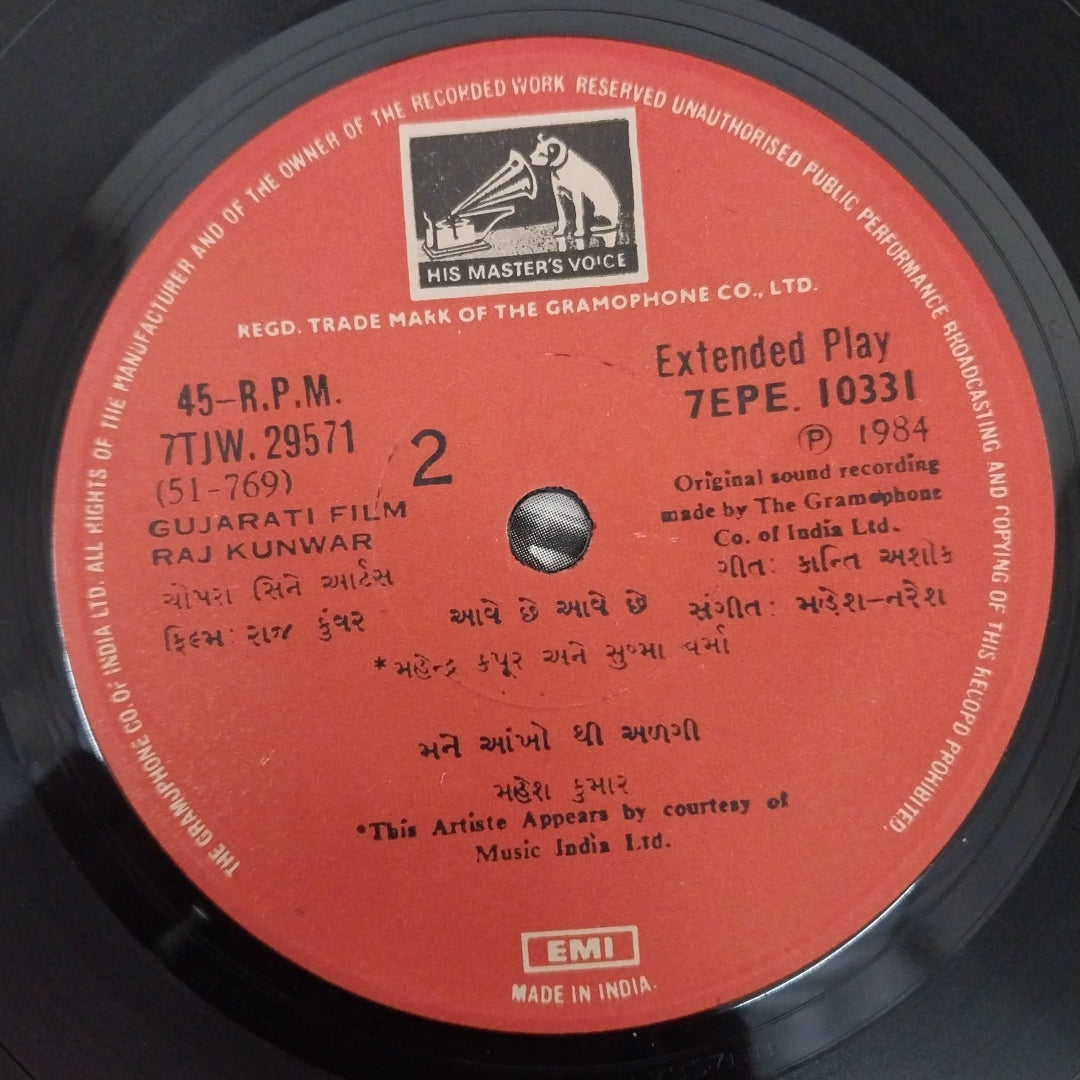 THE GRAMOPHONE CO. OF INDIA LTD. ALL RIGHTS OF THE MANUFACTURER AND OF THE OWNER OF THE RECORDED WORK RESERVED UNAUTHORISED PUBLIC PERFORMANCE BROADCASTING AND COPYING OF THIS RECORD PROHIBITED.
HIS MASTER'S VOICE
REGD. TRADE MARK OF THE GRAMOPHONE CO., LTD.
45-R.P.M.
7TJW. 29571
(51-769)
2
GUJARATI FILM
RAJ KUNWAR
ચોપરા સિને આર્ટસ
ફિલ્મ: રાજ કુંવર
Extended Play
7EPE. 10331
Ⓟ 1984
Original sound recording
made by The Gramophone
Co. of India Ltd.
ગીત: કાન્તિ અશોક
સંગીત: મહેશ-નરેશ
આવે છે આવે છે
*મહેન્દ્ર કપૂર અને સુષ્મા વર્મા
મને આંખો થી અળગી
મહેશ કુમાર
*This Artiste Appears by courtesy of
Music India Ltd.
EMI
MADE IN INDIA.